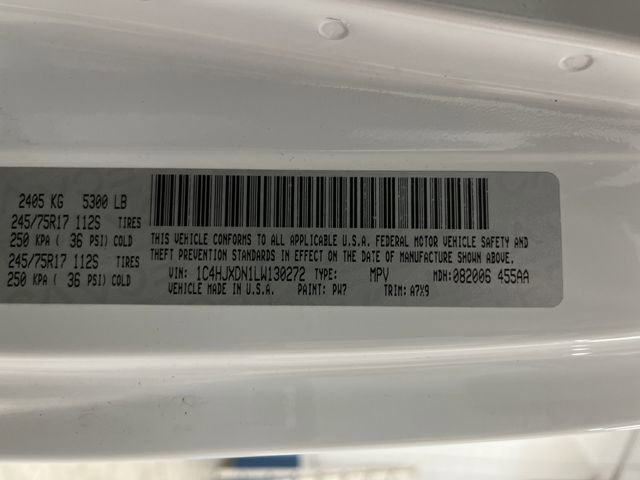 2405 KG 5300 LB
245/75R17 112S TIRES
250 KPA ( 36 PSI) COLD
245/75R17 112S TIRES
250 KPA ( 36 PSI) COLD
THIS VEHICLE CONFORMS TO ALL APPLICABLE U.S.A. FEDERAL MOTOR VEHICLE SAFETY AND
THEFT PREVENTION STANDARDS IN EFFECT ON THE DATE OF MANUFACTURE SHOWN ABOVE.
VIN: 1C4HJXDN1LW130272 TYPE: MPV MDH: 082006 455AA
VEHICLE MADE IN U.S.A. PAINT: PW7 TRIM: A7X9